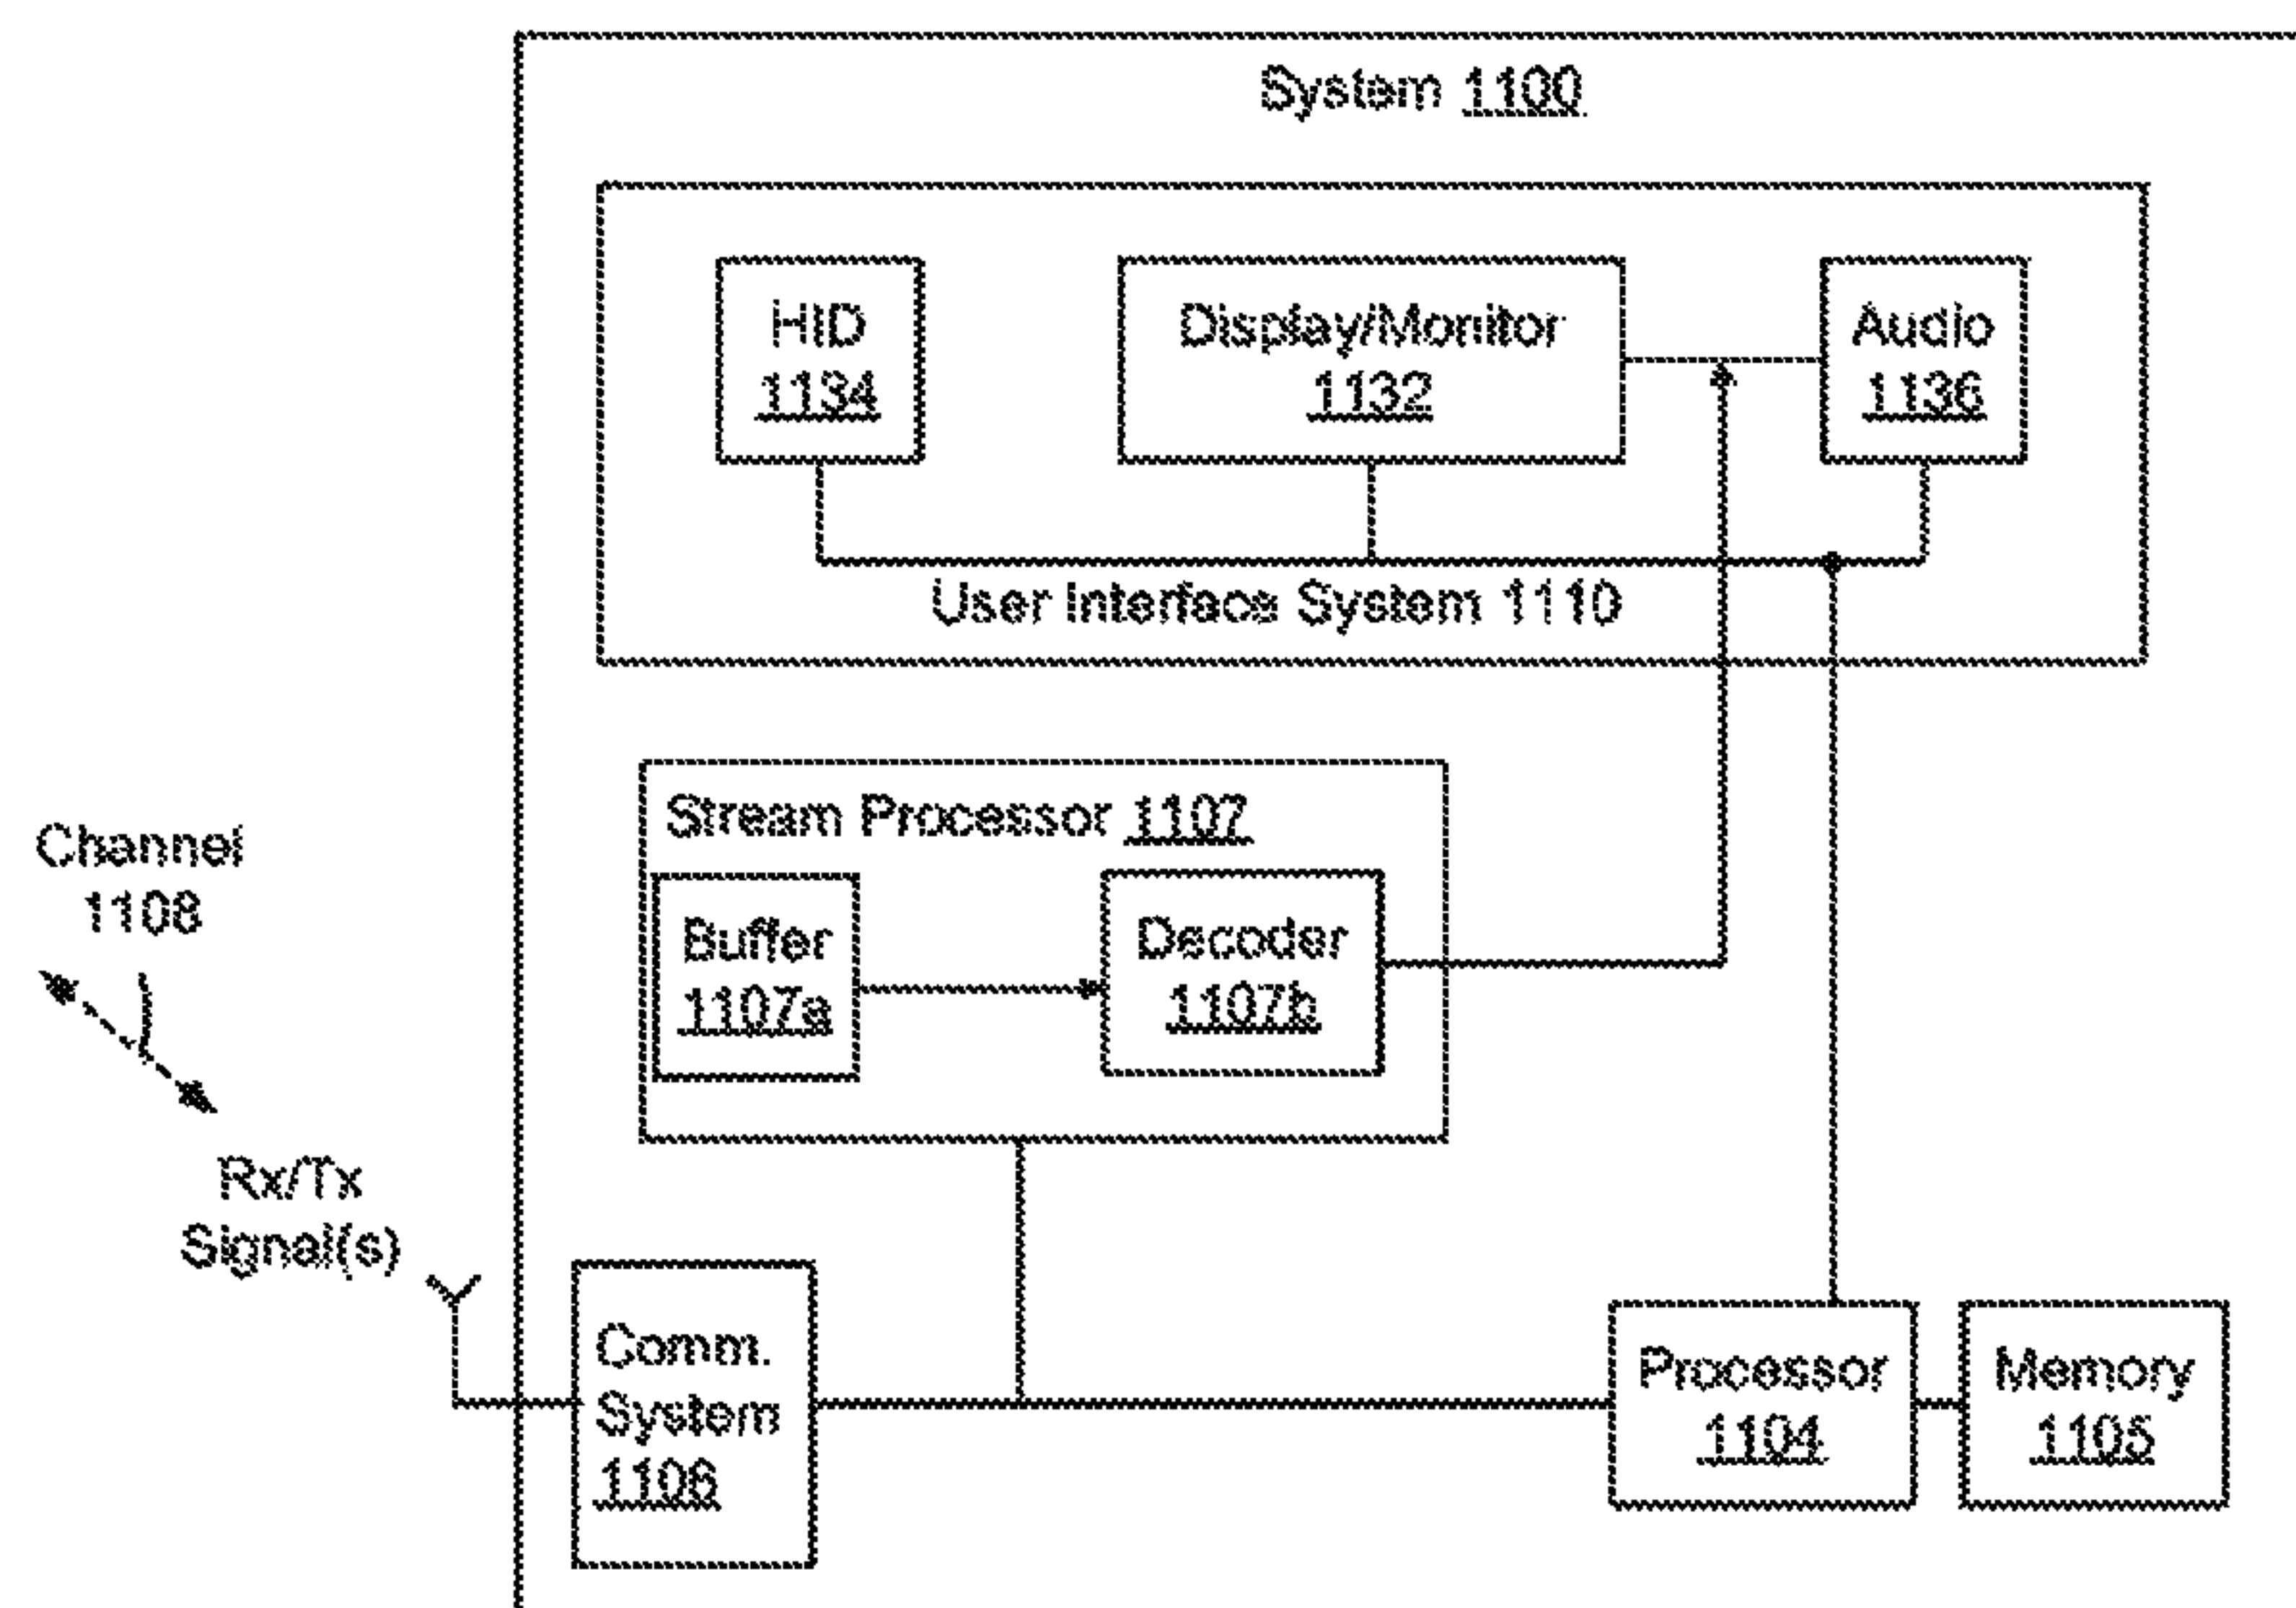 System 1100
HID
1134
Display/Monitor
1132
Audio
1136
User Interface System 1110
Stream Processor 1107
Buffer
1107a
Decoder
1107b
Channel
1108
Rx/Tx
Signal(s)
Comm.
System
1106
Processor
1104
Memory
1105